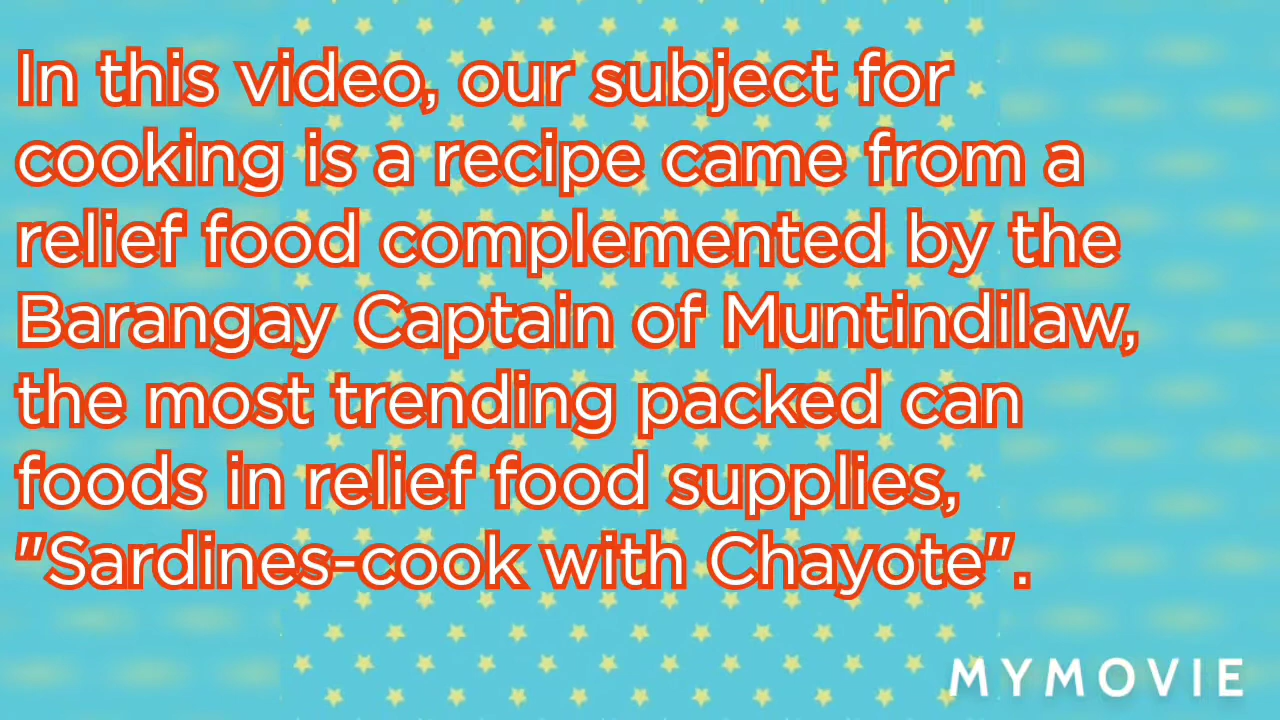 In this video, our subject for
cooking is a recipe came from a
relief food complemented by the
Barangay Captain of Muntindilaw,
the most trending packed can
foods in relief food supplies,
"Sardines-cook with Chayote".
MYMOVIE